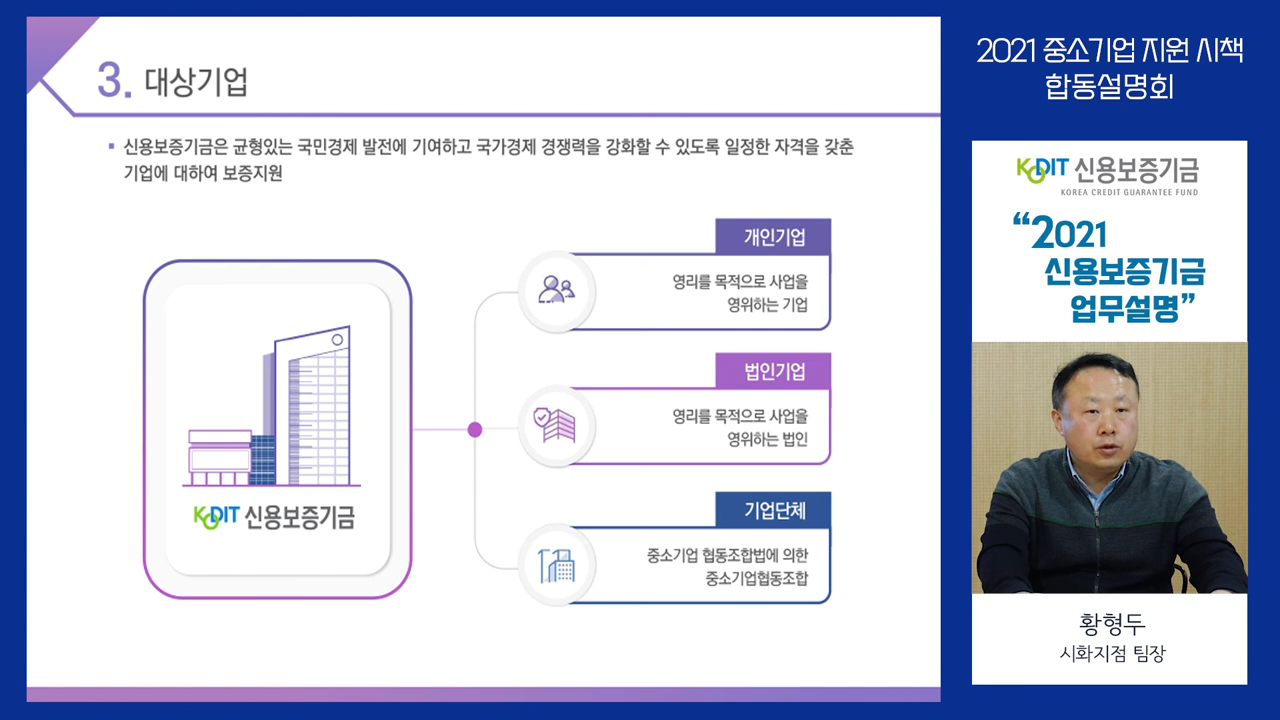 3. 대상기업
▪ 신용보증기금은 균형있는 국민경제 발전에 기여하고 국가경제 경쟁력을 강화할 수 있도록 일정한 자격을 갖춘
기업에 대하여 보증지원
KODIT 신용보증기금
개인기업
영리를 목적으로 사업을
영위하는 기업
법인기업
영리를 목적으로 사업을
영위하는 법인
기업단체
중소기업 협동조합법에 의한
중소기업협동조합
2021 중소기업 지원 시책
합동설명회
KODIT 신용보증기금
KOREA CREDIT GUARANTEE FUND
“2021
신용보증기금
업무설명”
황형두
시화지점 팀장